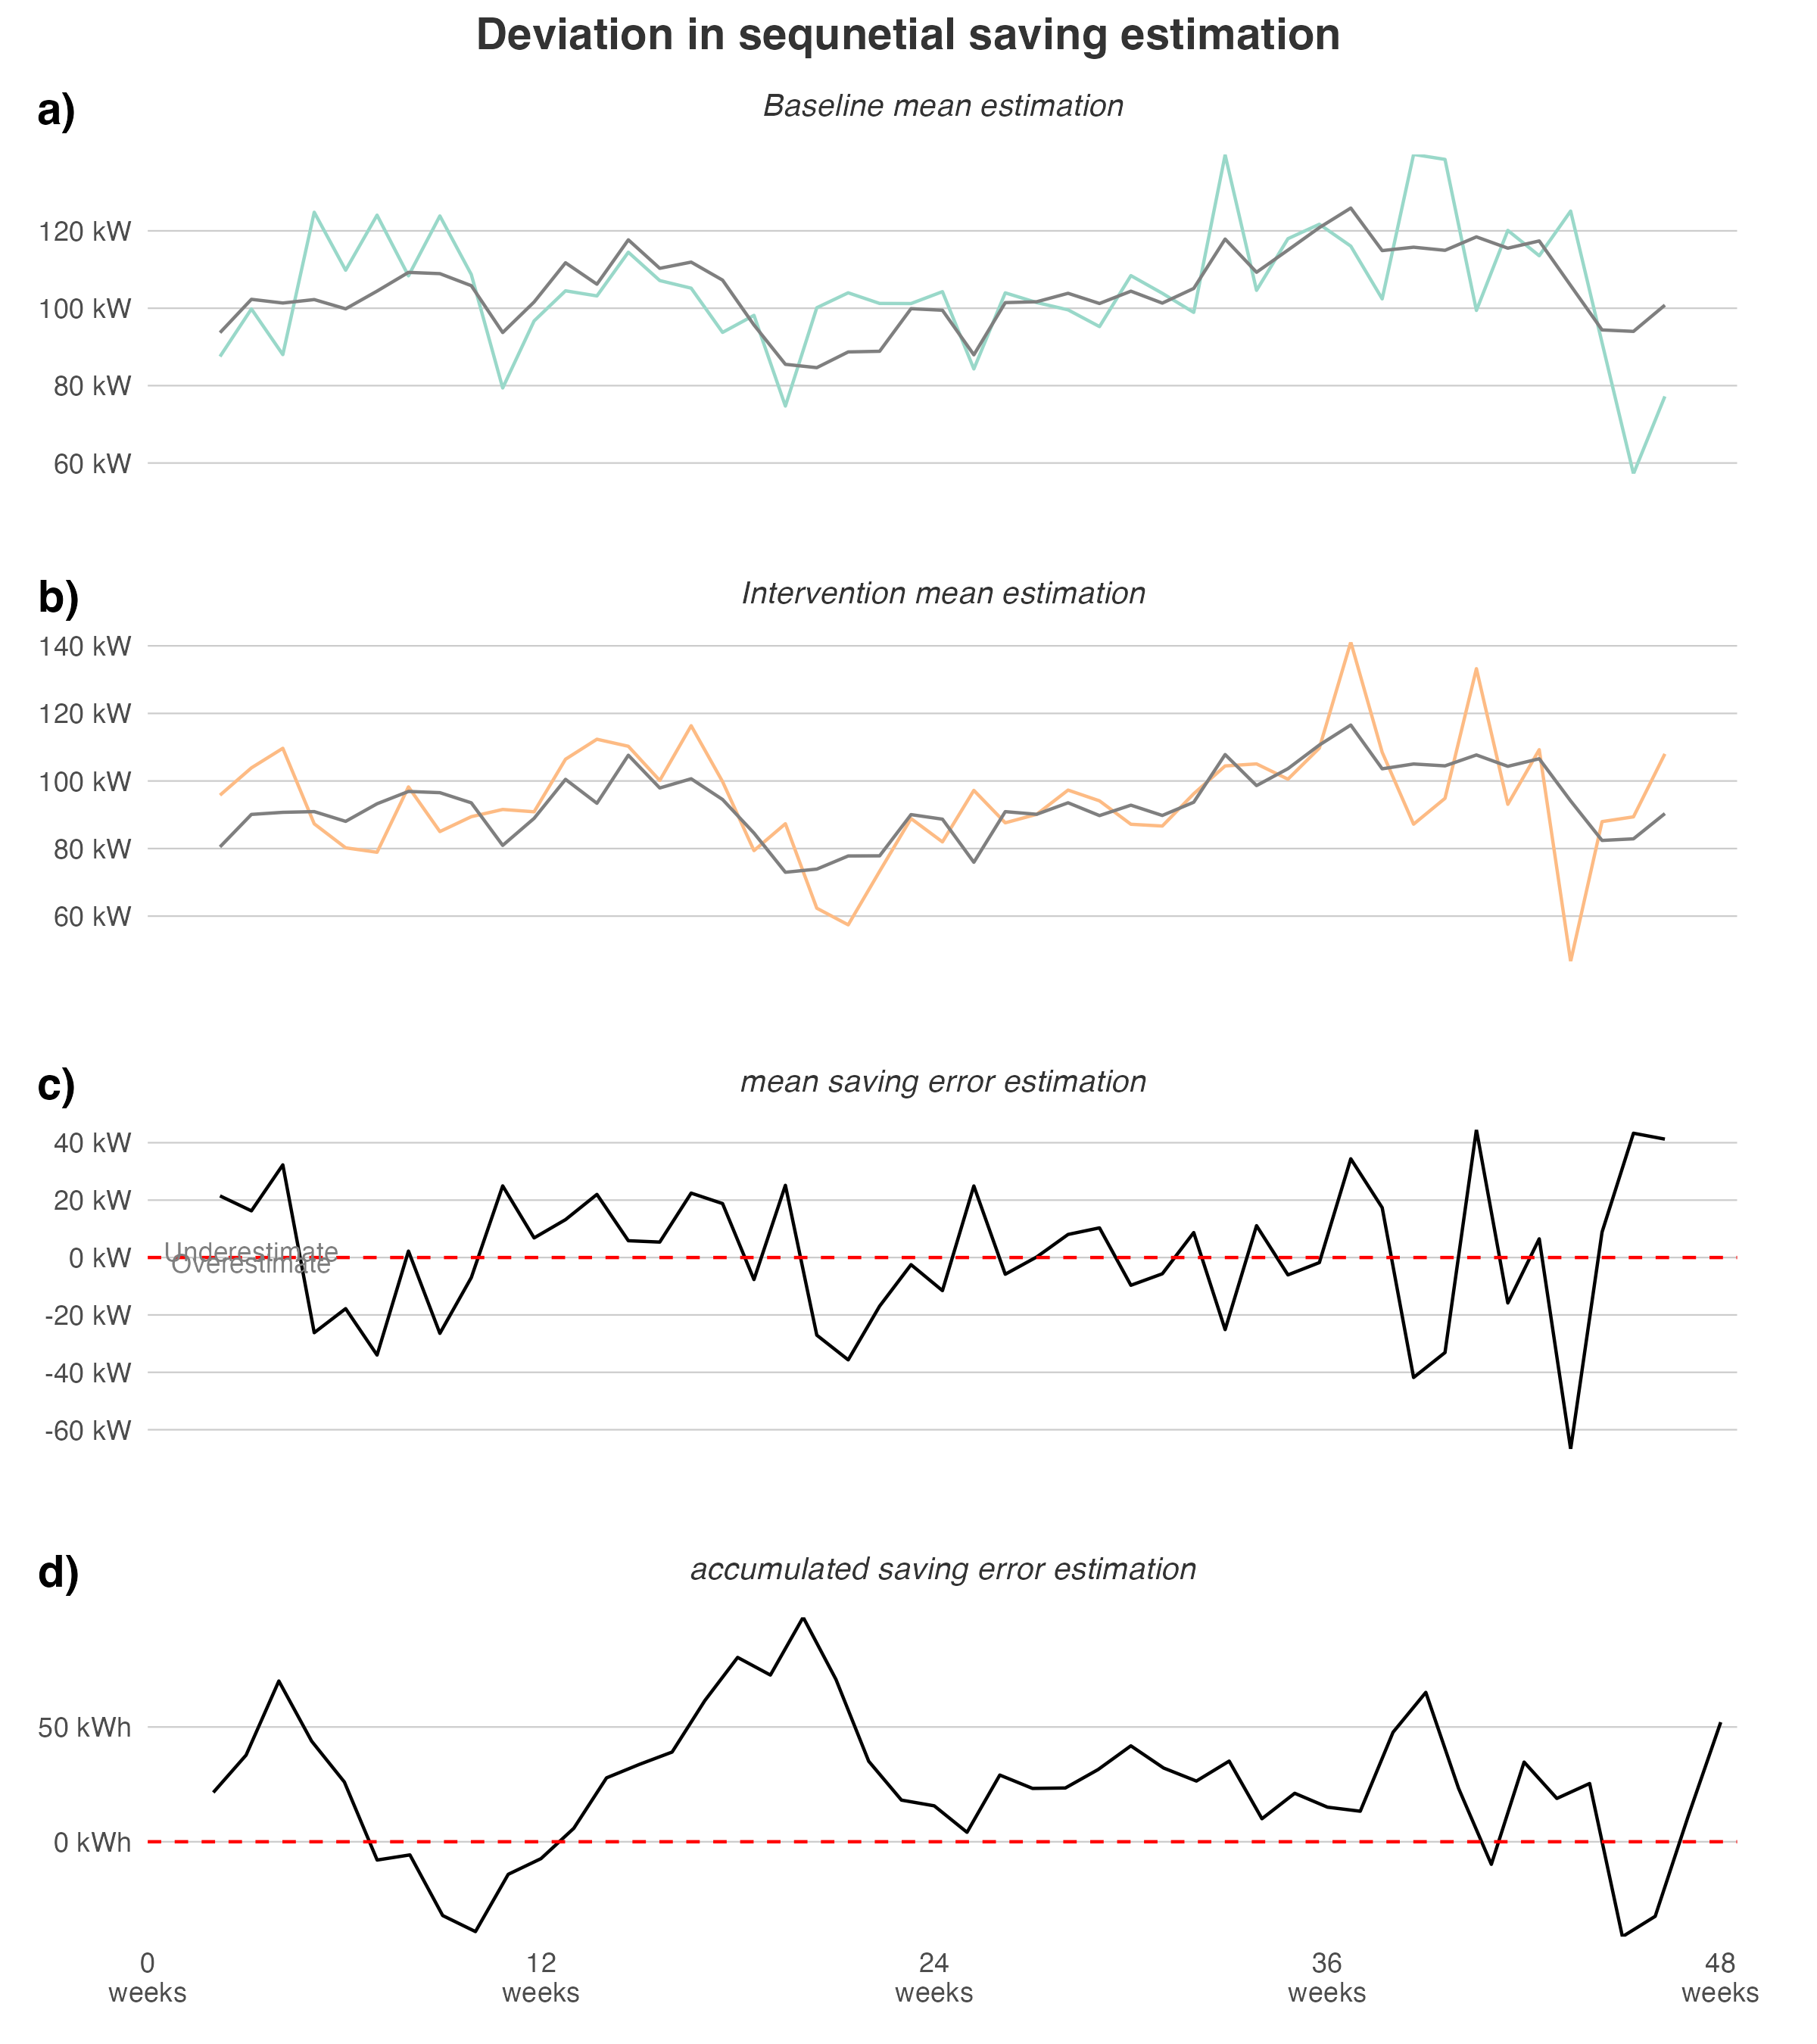 Deviation in sequnetial saving estimation
a)
Baseline mean estimation
120 kW
100 kW
80 kW
60 kW
b)
Intervention mean estimation
140 kW
120 kW
100 kW
80 kW
60 kW
c)
mean saving error estimation
40 kW
20 kW
0 kW
Underestimate
Overestimate
-20 kW
-40 kW
-60 kW
d)
accumulated saving error estimation
50 kWh
0 kWh
0 12 24 36 48
weeks weeks weeks weeks weeks